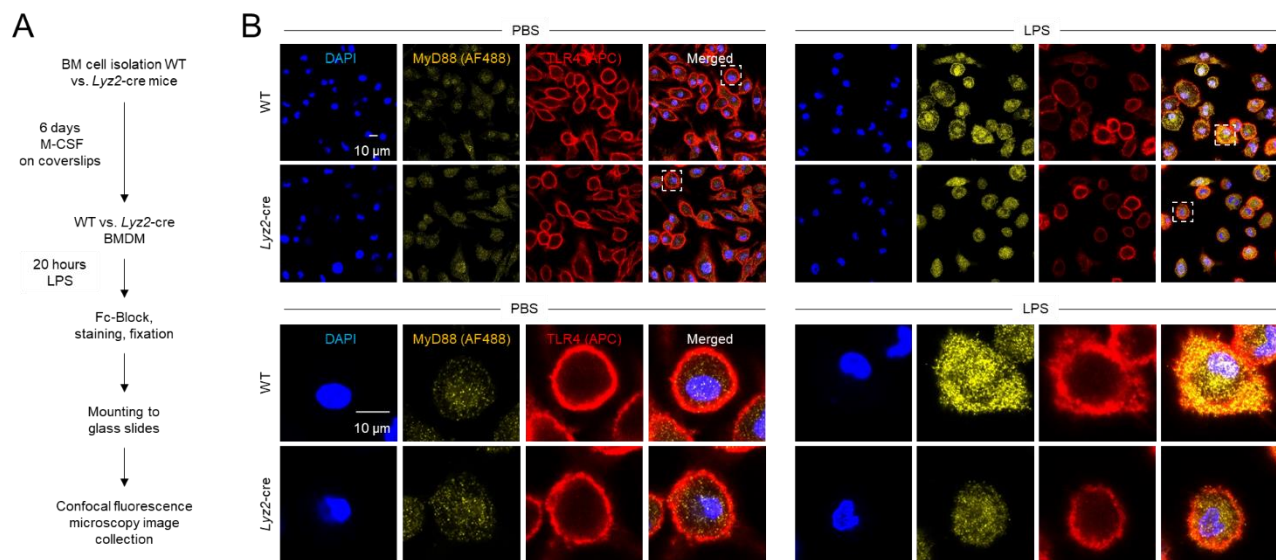 A
BM cell isolation WT
vs. Lyz2-cre mice
6 days
M-CSF
on coverslips
WT vs. Lyz2-cre
BMDM
20 hours
LPS
Fc-Block,
staining, fixation
Mounting to
glass slides
Confocal fluorescence
microscopy image
collection
B
PBS
LPS
DAPI
MyD88 (AF488)
TLR4 (APC)
Merged
WT
10 µm
Lyz2-cre
PBS
LPS
DAPI
MyD88 (AF488)
TLR4 (APC)
Merged
WT
10 µm
Lyz2-cre